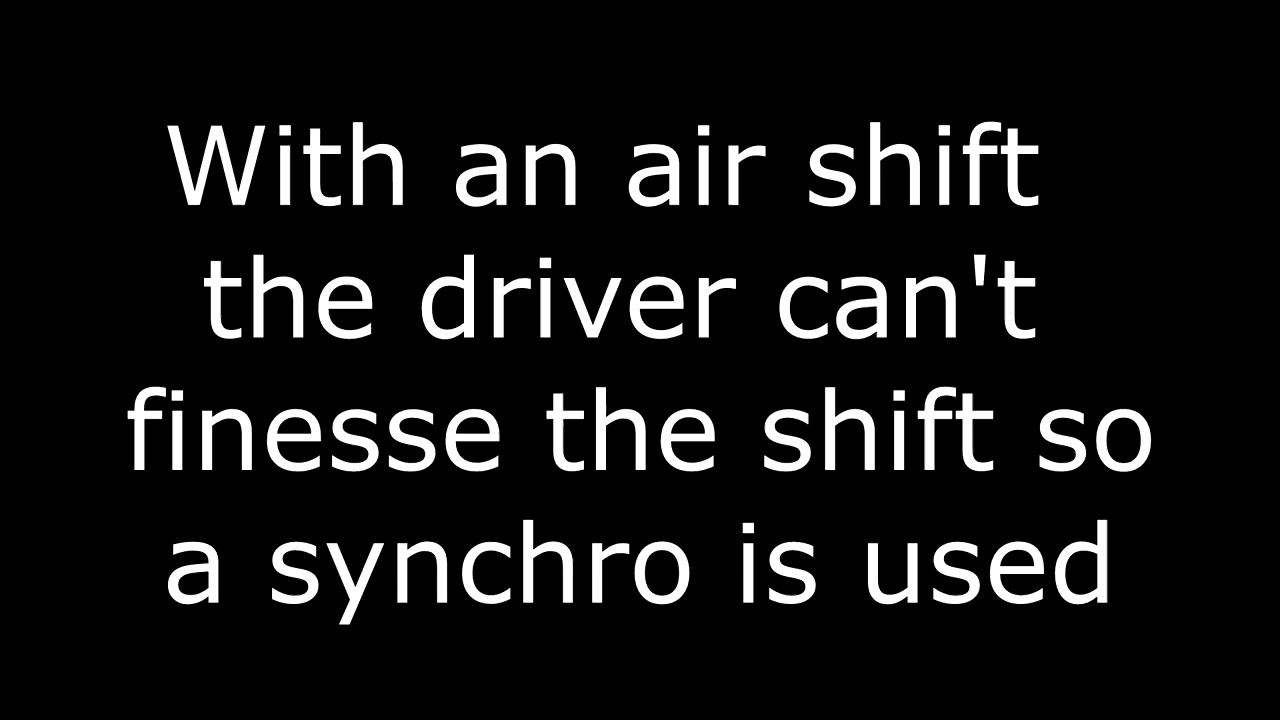 With an air shift
the driver can't
finesse the shift so
a synchro is used